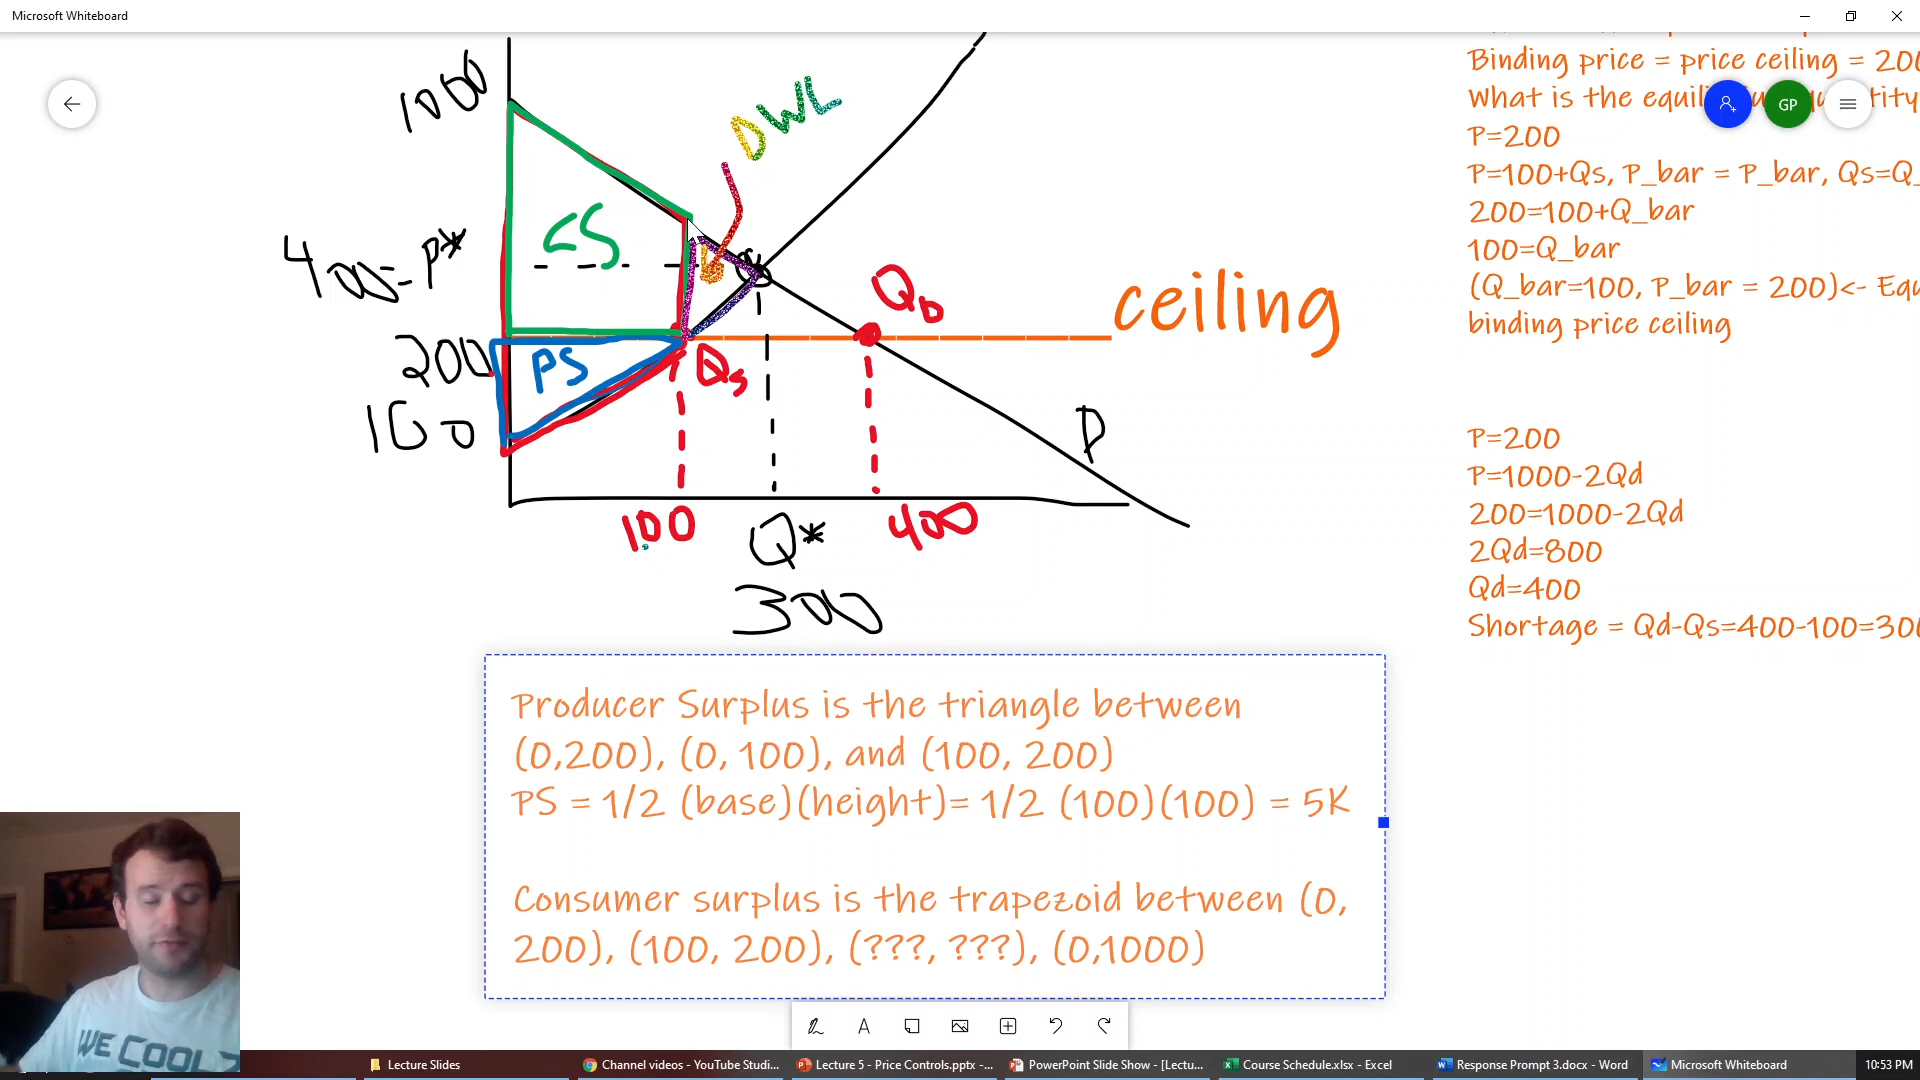 Microsoft Whiteboard
1000
DWL
CS
400=P*
200
PS
100
Qs
QD
ceiling
D
100
Q*
400
300
Binding price = price ceiling = 200
What is the
P=200
P=100+Qs, P_bar = P_bar, Qs=Q_
200=100+Q_bar
100=Q_bar
(Q_bar=100, P_bar = 200)<- Equ
binding price ceiling
GP
P=200
P=1000-2Qd
200=1000-2Qd
2Qd=800
Qd=400
Shortage = Qd-Qs=400-100=300
Producer Surplus is the triangle between
(0,200), (0, 100), and (100, 200)
PS = 1/2 (base)(height)= 1/2 (100)(100) = 5K
Consumer surplus is the trapezoid between (0,
200), (100, 200), (???, ???), (0,1000)
A
WE COOL
Lecture Slides
Channel videos - YouTube Studi...
Lecture 5 - Price Controls.pptx -...
PowerPoint Slide Show - [Lectu...
Course Schedule.xlsx - Excel
Response Prompt 3.docx - Word
Microsoft Whiteboard
10:53 PM